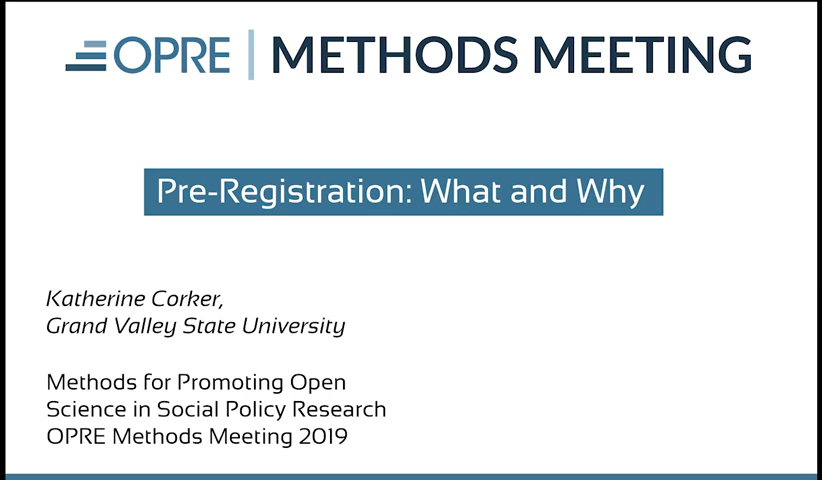 OPRE | METHODS MEETING
Pre-Registration: What and Why
Katherine Corker,
Grand Valley State University
Methods for Promoting Open
Science in Social Policy Research
OPRE Methods Meeting 2019